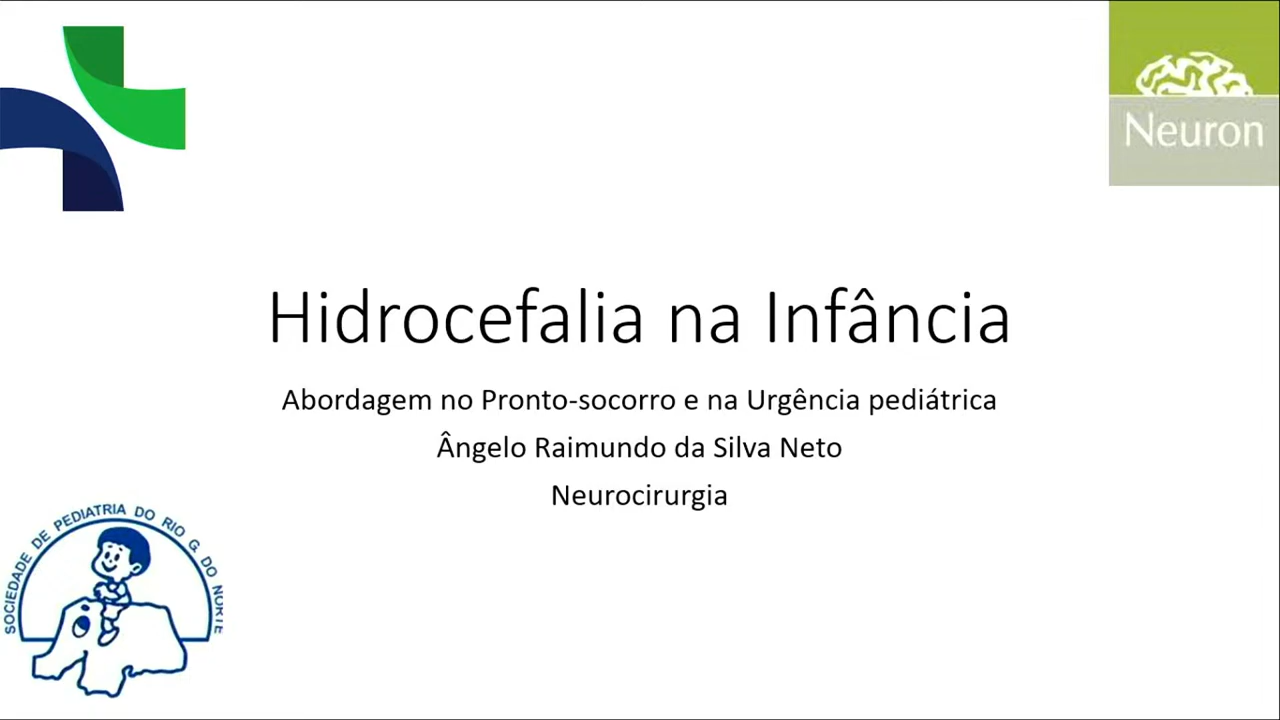 Neuron
Hidrocefalia na Infância
Abordagem no Pronto-socorro e na Urgência pediátrica
Ângelo Raimundo da Silva Neto
Neurocirurgia
SOCIEDADE DE PEDIATRIA DO RIO G. DO NORTE